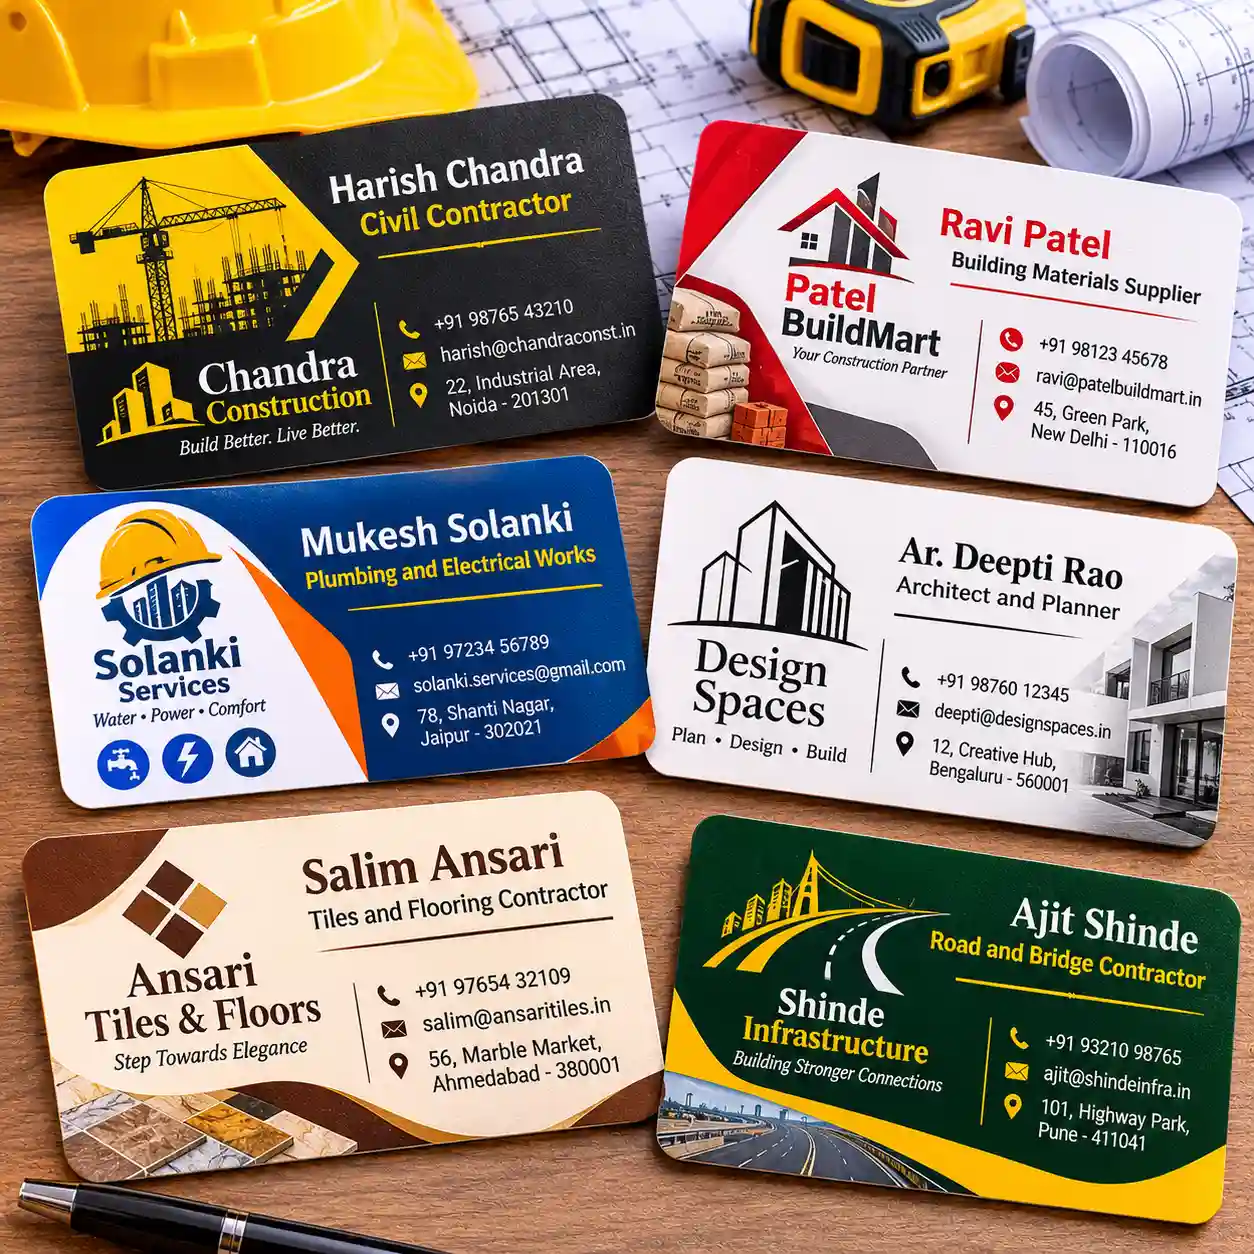 Harish Chandra
Civil Contractor
+91 98765 43210
harish@chandraconst.in
22, Industrial Area,
Noida - 201301
Chandra
Construction
Build Better. Live Better.
Ravi Patel
Building Materials Supplier
Patel
BuildMart
Your Construction Partner
+91 98123 45678
ravi@patelbuildmart.in
45, Green Park,
New Delhi - 110016
Mukesh Solanki
Plumbing and Electrical Works
Solanki
Services
Water • Power • Comfort
+91 97234 56789
solanki.services@gmail.com
78, Shanti Nagar,
Jaipur - 302021
Ar. Deepti Rao
Architect and Planner
Design
Spaces
Plan • Design • Build
+91 98760 12345
deepti@designspaces.in
12, Creative Hub,
Bengaluru - 560001
Salim Ansari
Tiles and Flooring Contractor
Ansari
Tiles & Floors
Step Towards Elegance
+91 97654 32109
salim@ansaritiles.in
56, Marble Market,
Ahmedabad - 380001
Ajit Shinde
Road and Bridge Contractor
Shinde
Infrastructure
Building Stronger Connections
+91 93210 98765
ajit@shindeinfra.in
101, Highway Park,
Pune - 411041